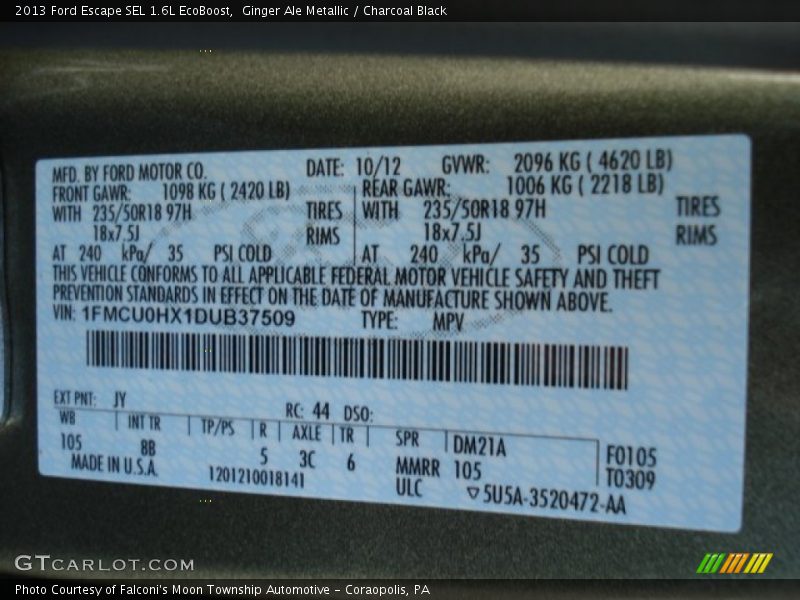 2013 Ford Escape SEL 1.6L EcoBoost, Ginger Ale Metallic / Charcoal Black
MFD. BY FORD MOTOR CO. DATE: 10/12 GVWR: 2096 KG ( 4620 LB)
FRONT GAWR: 1098 KG ( 2420 LB) REAR GAWR: 1006 KG ( 2218 LB)
WITH 235/50R18 97H TIRES WITH 235/50R18 97H TIRES
18x7.5J RIMS 18x7.5J RIMS
AT 240 kPa/ 35 PSI COLD AT 240 kPa/ 35 PSI COLD
THIS VEHICLE CONFORMS TO ALL APPLICABLE FEDERAL MOTOR VEHICLE SAFETY AND THEFT
PREVENTION STANDARDS IN EFFECT ON THE DATE OF MANUFACTURE SHOWN ABOVE.
VIN: 1FMCU0HX1DUB37509 TYPE: MPV
EXT PNT: JY RC: 44 DSO:
WB INT TR TP/PS R AXLE TR SPR DM21A F0105
105 BB 5 3C 6 MMRR 105 T0309
MADE IN U.S.A. 1201210018141 ULC ▽5U5A-3520472-AA
GTCARLOT.COM
Photo Courtesy of Falconi's Moon Township Automotive – Coraopolis, PA